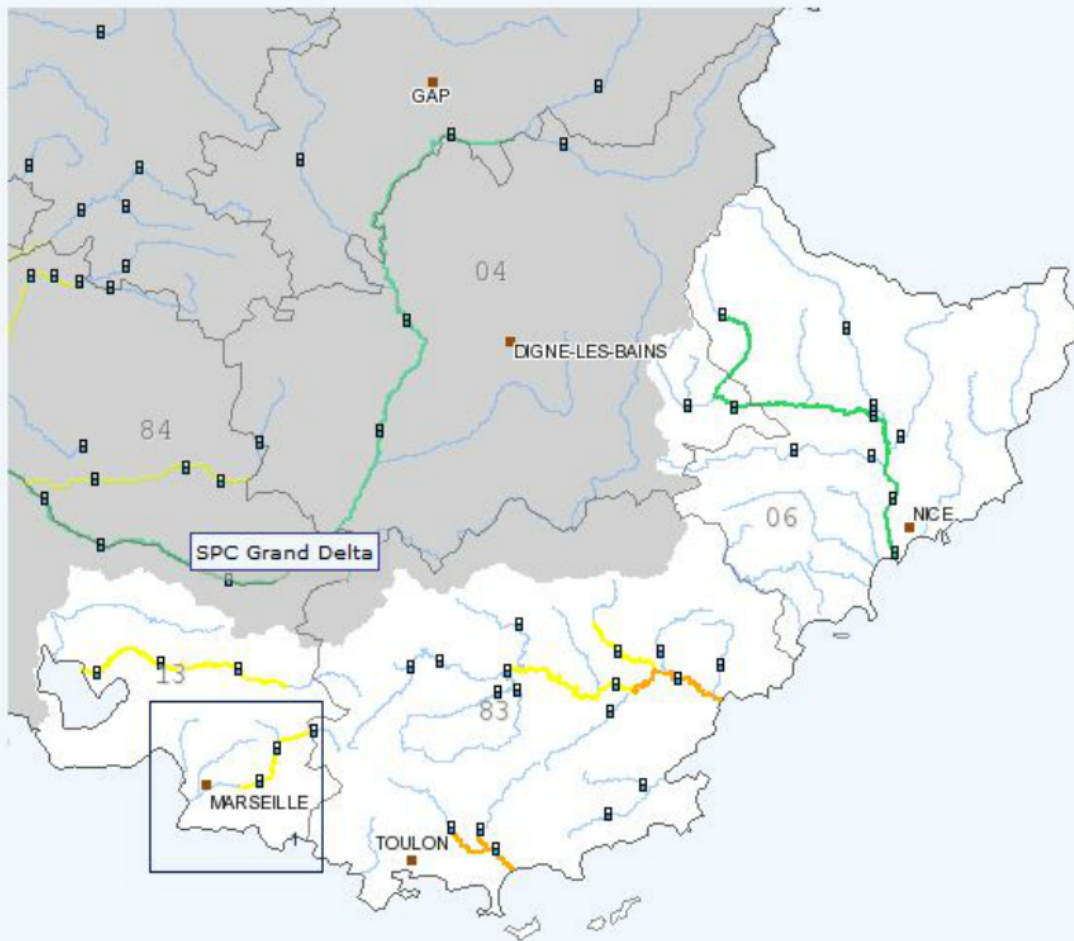 GAP
04
DIGNE-LES-BAINS
84
06
NICE
SPC Grand Delta
13
83
MARSEILLE
TOULON